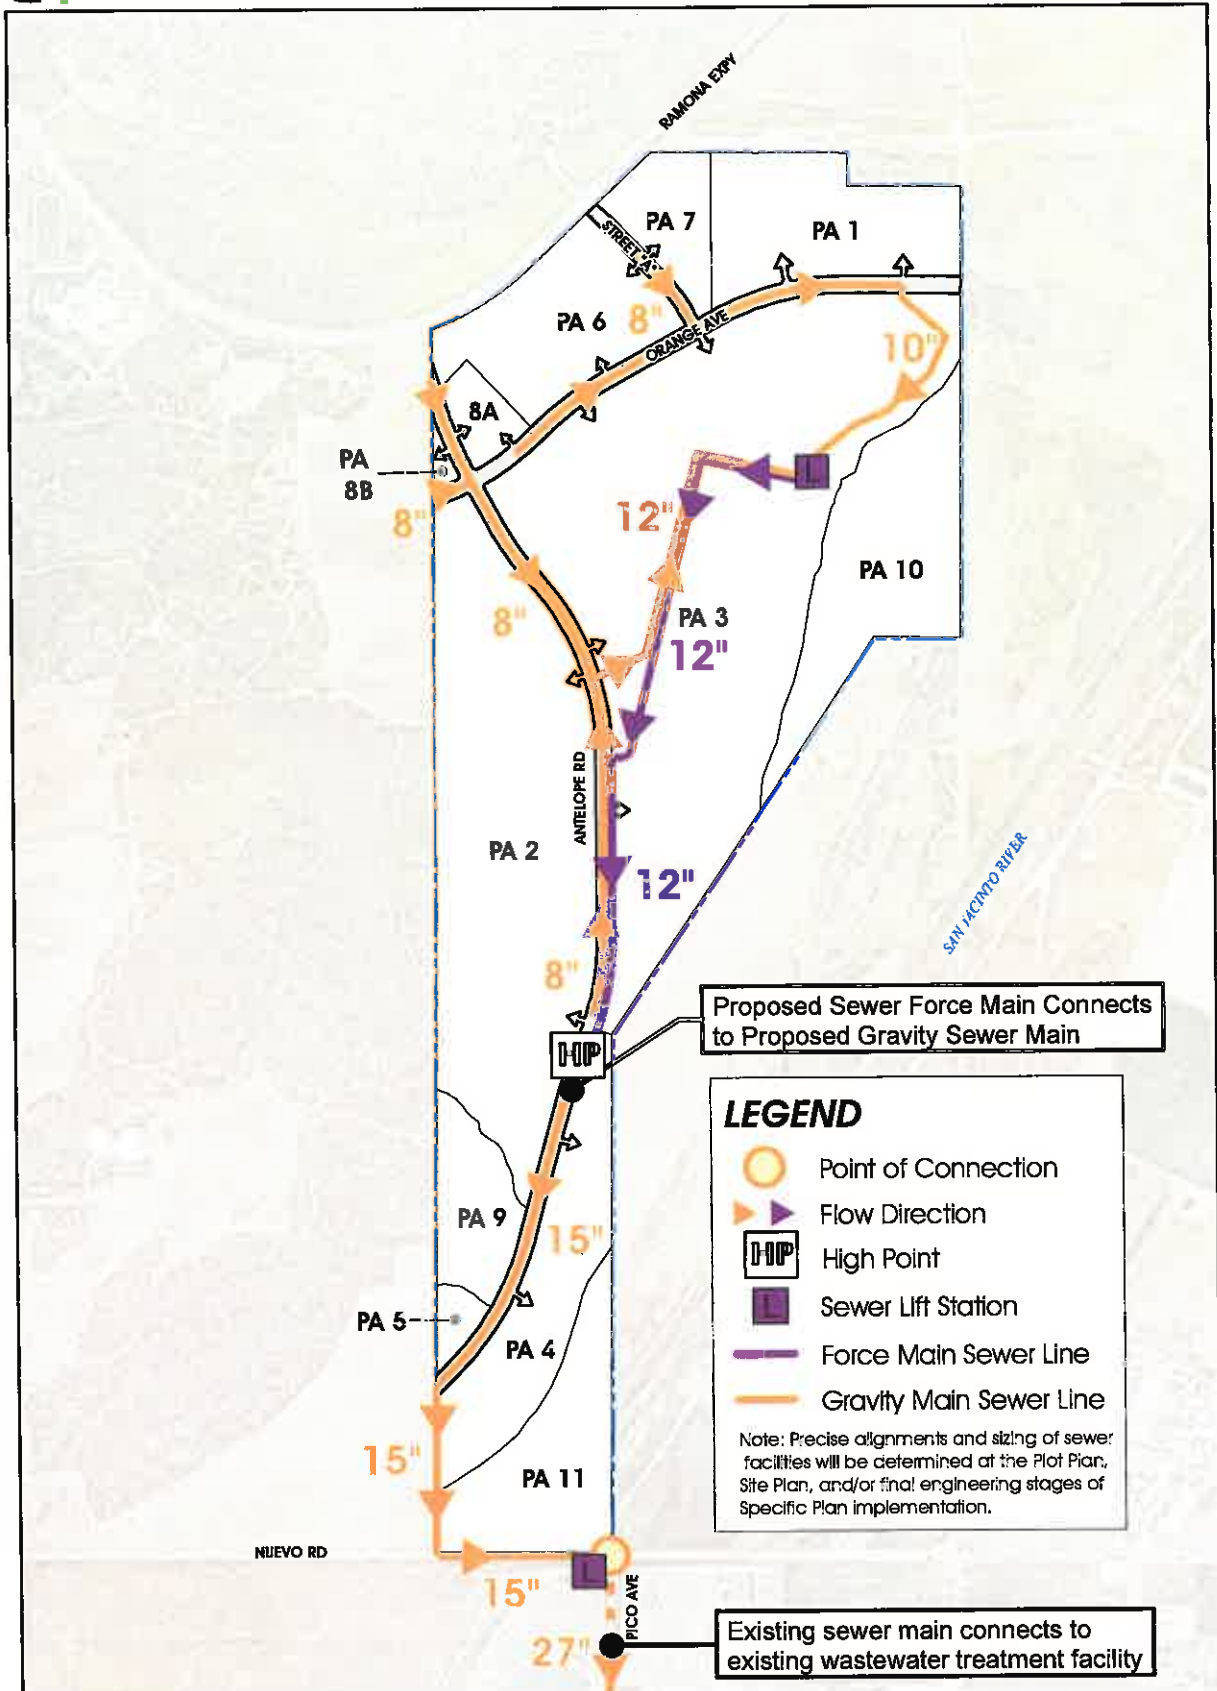 RAMONA EXPY
PA 7
PA 1
STREET "A"
PA 6
8"
ORANGE AVE
10"
8A
PA
8B
L
8"
12"
PA 10
8"
PA 3
12"
ANTELOPE RD
PA 2
12"
SAN JACINTO RIVER
8"
Proposed Sewer Force Main Connects
to Proposed Gravity Sewer Main
HP
LEGEND
Point of Connection
Flow Direction
HP
High Point
L
Sewer Lift Station
Force Main Sewer Line
Gravity Main Sewer Line
Note: Precise alignments and sizing of sewer
facilities will be determined at the Plot Plan,
Site Plan, and/or final engineering stages of
Specific Plan implementation.
PA 9
15"
PA 5
PA 4
15"
PA 11
NUEVO RD
L
15"
PICO AVE
27"
Existing sewer main connects to
existing wastewater treatment facility